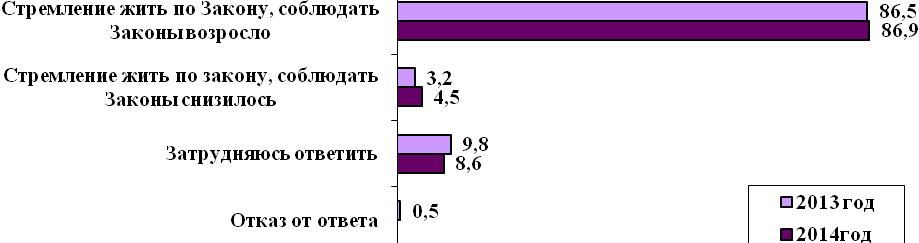 Стремление жить по Закону, соблюдать
Законы возросло
86,5
86,9
Стремление жить по закону, соблюдать
Законы снизилось
3,2
4,5
Затрудняюсь ответить
9,8
8,6
Отказ от ответа
0,5
2013 год
2014год